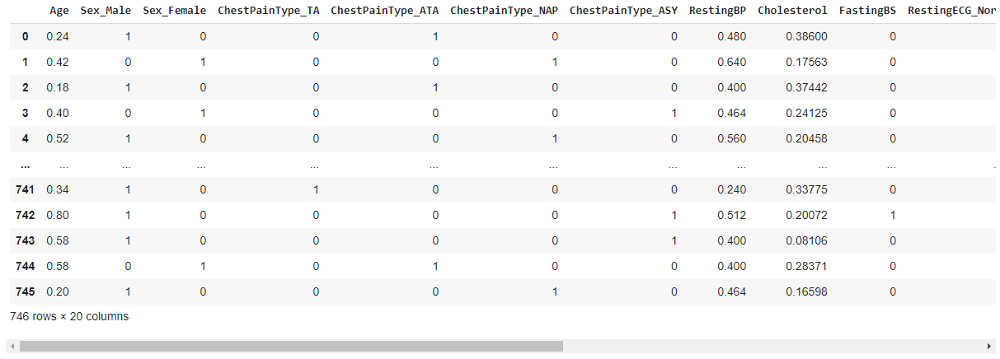 Age Sex_Male Sex_Female ChestPainType_TA ChestPainType_ATA ChestPainType_NAP ChestPainType_ASY RestingBP Cholesterol FastingBS RestingECG_Nor
0 0.24 1 0 0 1 0 0 0.480 0.38600 0
1 0.42 0 1 0 0 1 0 0.640 0.17563 0
2 0.18 1 0 0 1 0 0 0.400 0.37442 0
3 0.40 0 1 0 0 0 1 0.464 0.24125 0
4 0.52 1 0 0 0 1 0 0.560 0.20458 0
... ... ... ... ... ... ... ... ... ... ...
741 0.34 1 0 1 0 0 0 0.240 0.33775 0
742 0.80 1 0 0 0 0 1 0.512 0.20072 1
743 0.58 1 0 0 0 0 1 0.400 0.08106 0
744 0.58 0 1 0 1 0 0 0.400 0.28371 0
745 0.20 1 0 0 0 1 0 0.464 0.16598 0
746 rows × 20 columns